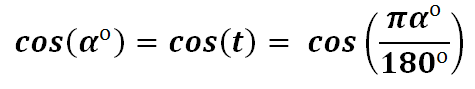 cos(α⁰) = cos(t) = cos(πα⁰/180⁰)